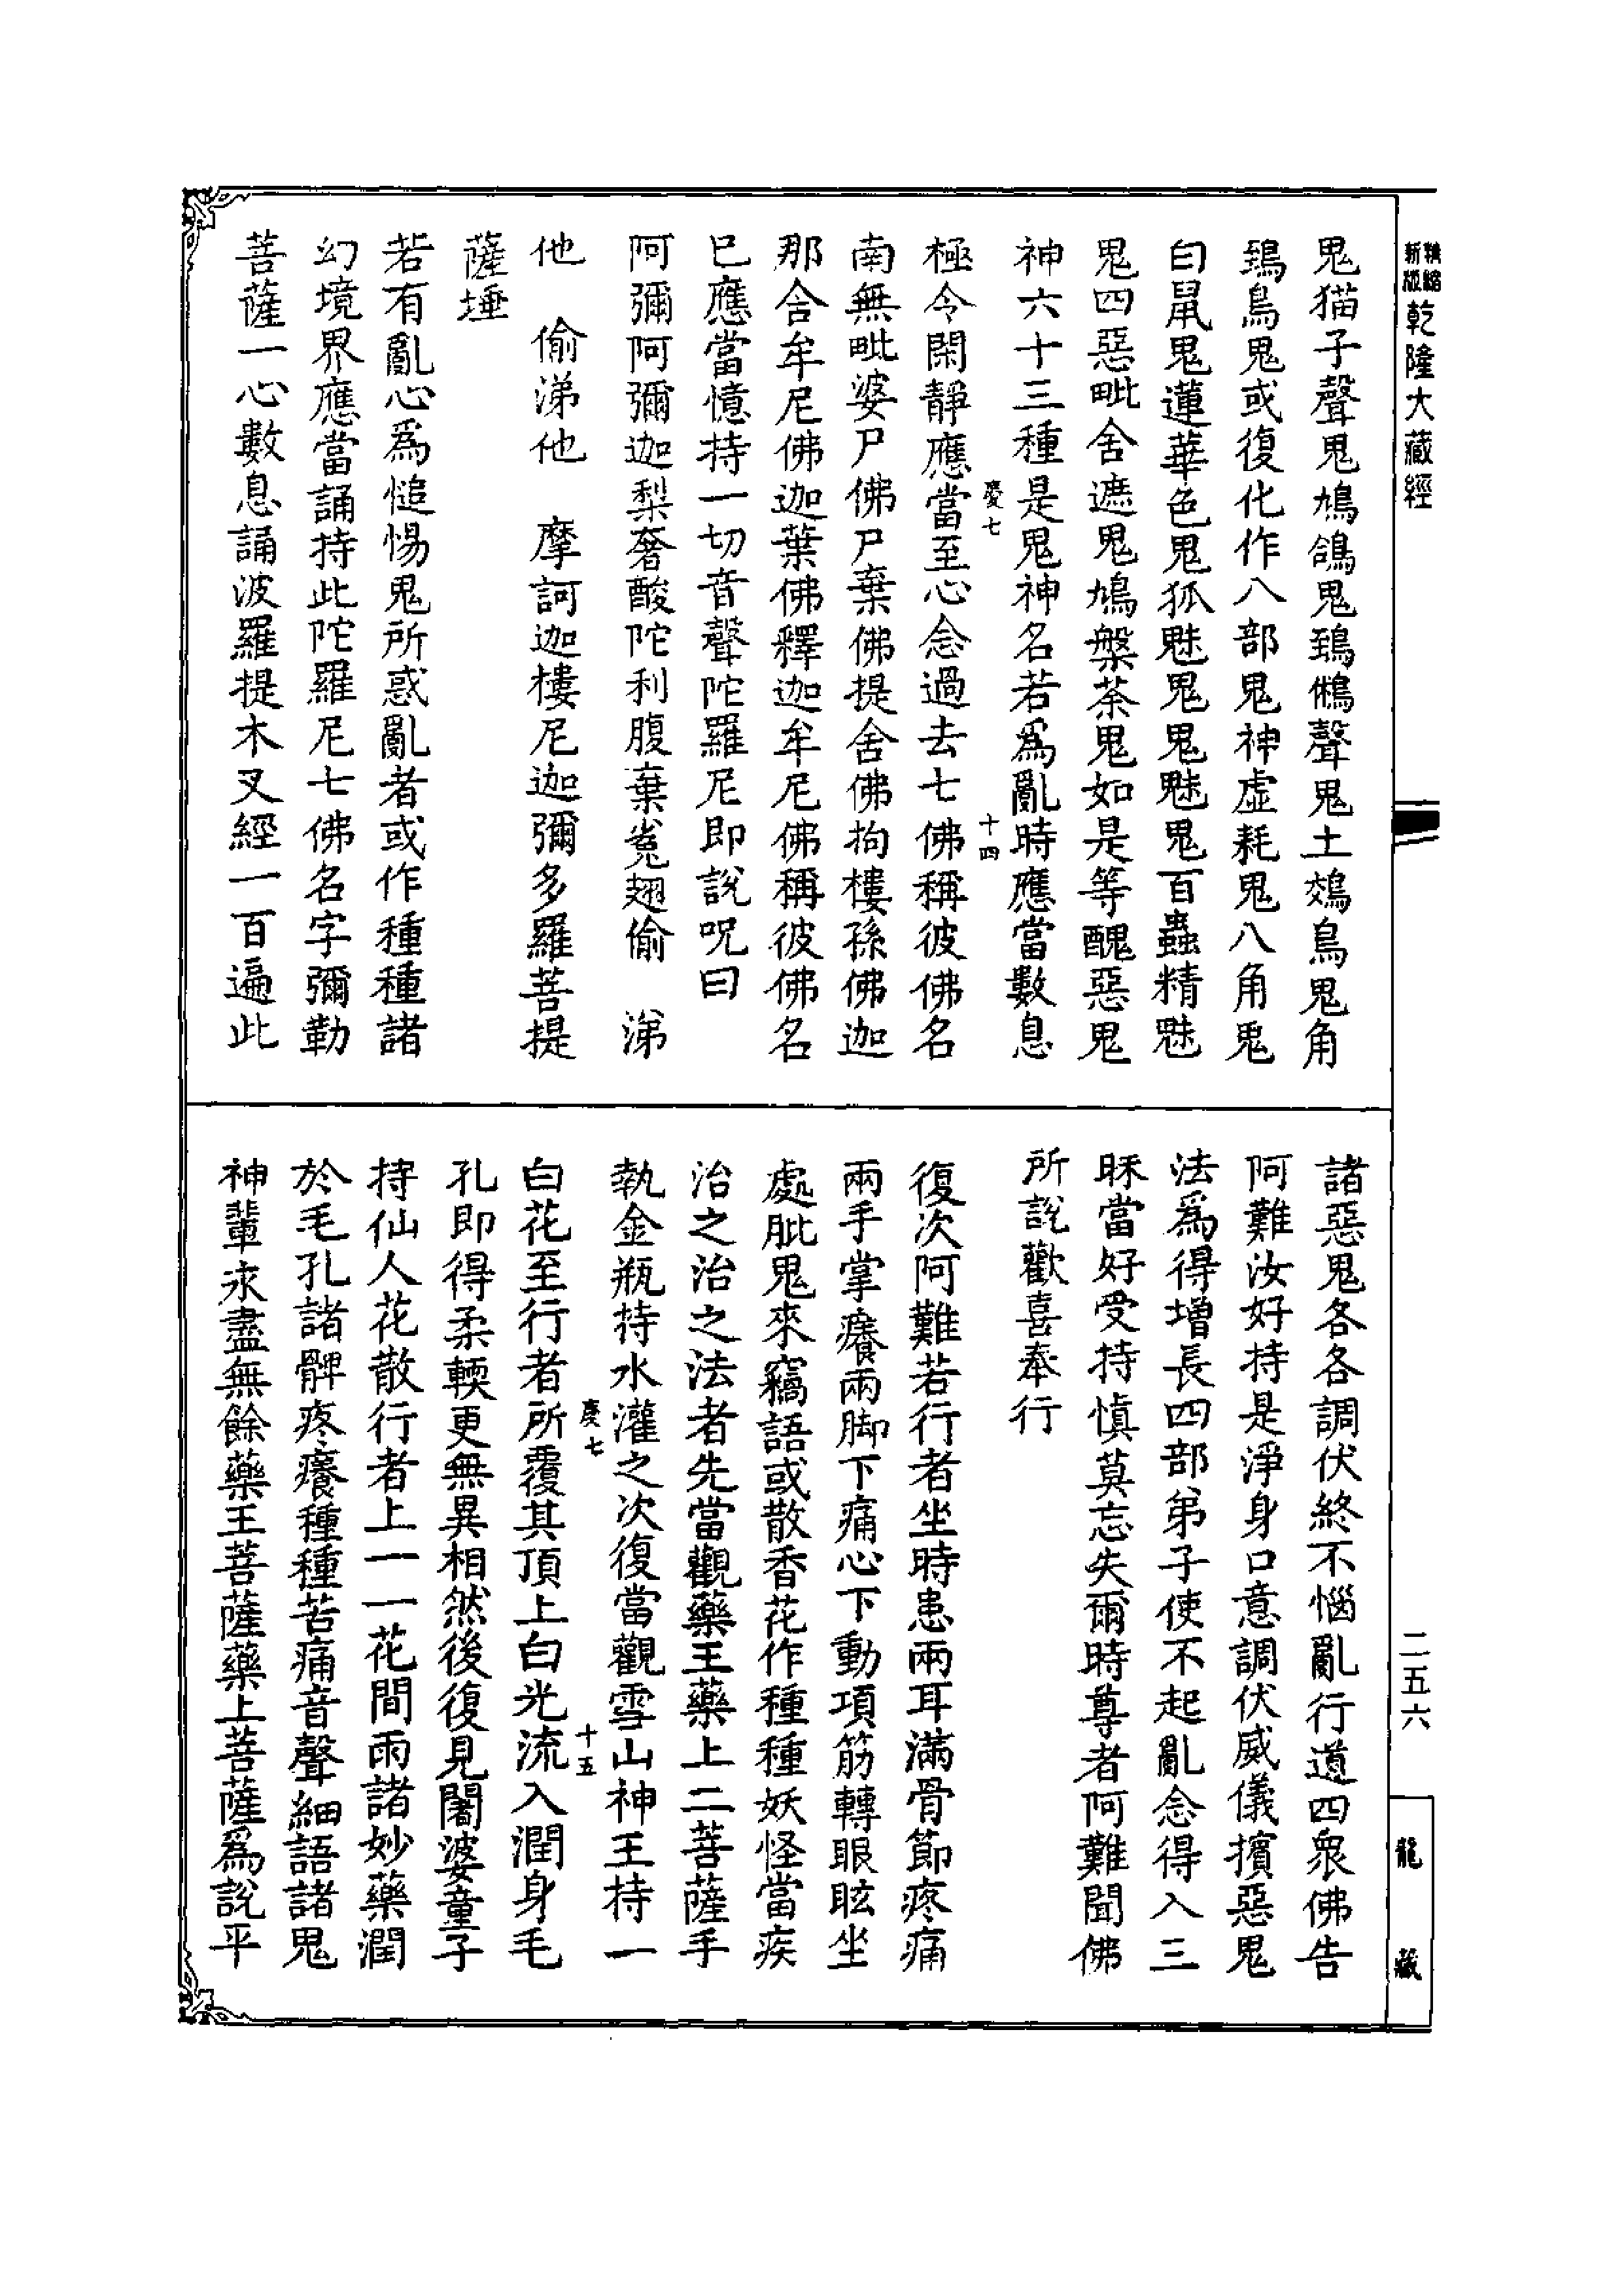 精縮新版乾隆大藏經
鬼猫子聲鬼鳩鴿鬼鵄鵂聲鬼土鵁鳥鬼角
鵄鳥鬼或復化作八部鬼神虛耗鬼八角鬼
白鼠鬼蓮華色鬼狐魅鬼鬼魅鬼百蟲精魅
鬼四惡毗舍遮鬼鳩槃荼鬼如是等醜惡鬼
神六十三種是鬼神名若為亂時應當數息
慶七
十四
極令閑靜應當至心念過去七佛稱彼佛名
南無毗婆尸佛尸棄佛提舍佛拘樓孫佛迦
那含牟尼佛迦葉佛釋迦牟尼佛稱彼佛名
已應當憶持一切音聲陀羅尼即說呪曰
阿彌阿彌迦梨奢酸陀利腹棄㲋翅偷 涕
他 偷涕他 摩訶迦樓尼迦彌多羅菩提
薩埵
若有亂心為慥惕鬼所惑亂者或作種種諸
幻境界應當誦持此陀羅尼七佛名字彌勒
菩薩一心數息誦波羅提木叉經一百遍此
諸惡鬼各各調伏終不惱亂行道四衆佛告
阿難汝好持是淨身口意調伏威儀擯惡鬼
法為得增長四部弟子使不起亂念得入三
昧當好受持慎莫忘失爾時尊者阿難聞佛
所說歡喜奉行
復次阿難若行者坐時患兩耳滿骨節疼痛
兩手掌癢兩脚下痛心下動項筋轉眼眩坐
處䏶鬼來竊語或散香花作種種妖怪當疾
治之治之法者先當觀藥王藥上二菩薩手
執金瓶持水灌之次復當觀雪山神王持一
慶七
十五
白花至行者所覆其頂上白光流入潤身毛
孔即得柔輭更無異相然後復見闍婆童子
持仙人花散行者上一一花間雨諸妙藥潤
於毛孔諸髀疼癢種種苦痛音聲細語諸鬼
神輩永盡無餘藥王菩薩藥上菩薩為說平
二五六
龍藏